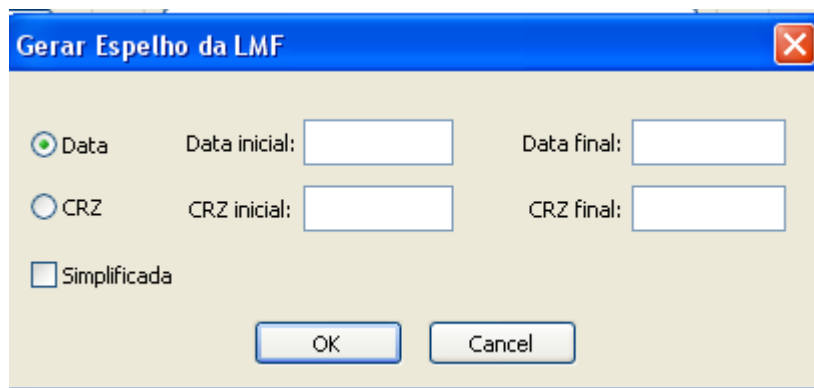 Gerar Espelho da LMF
Data Data inicial: Data final:
CRZ CRZ inicial: CRZ final:
Simplificada
OK Cancel